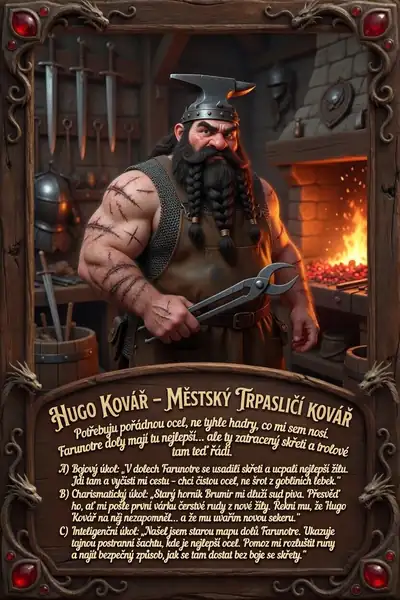 Hugo Kovář – Městský Trpasličí kovář
Potřebuju pořádnou ocel, ne tyhle hadry, co mi sem nosí.
Farunotre doly mají tu nejlepší... ale ty zatracený skřeti a trolové
tam teď řádí.
A) Bojový úkol: „V dolech Farunotre se usadili skřeti a ucpali nejlepší žílu.
Jdi tam a vyčisti mi cestu – chci čistou ocel, ne šrot z gobliních lebek."
B) Charismatický úkol: „Starý horník Brumir mi dluží sud piva. Přesvěď
ho, ať mi pošle první várku čerstvé rudy z nové žíly. Řekni mu, že Hugo
Kovář na něj nezapomněl... a že mu uvařim novou sekeru."
C) Inteligenční úkol: „Našel jsem starou mapu dolů Farunotre. Ukazuje
tajnou postranní šachtu, kde je nejlepší ocel. Pomoz mi rozluštit runy
a najít bezpečný způsob, jak se tam dostat bez boje se skřety."